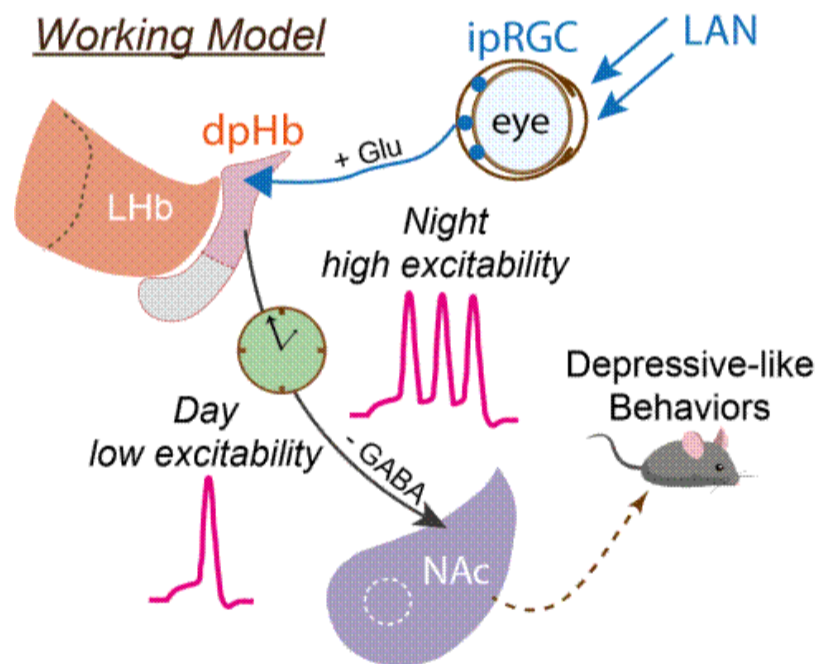 Working Model
ipRGC
LAN
dpHb
eye
+ Glu
LHb
Night
high excitability
Day
low excitability
- GABA
Depressive-like
Behaviors
NAc